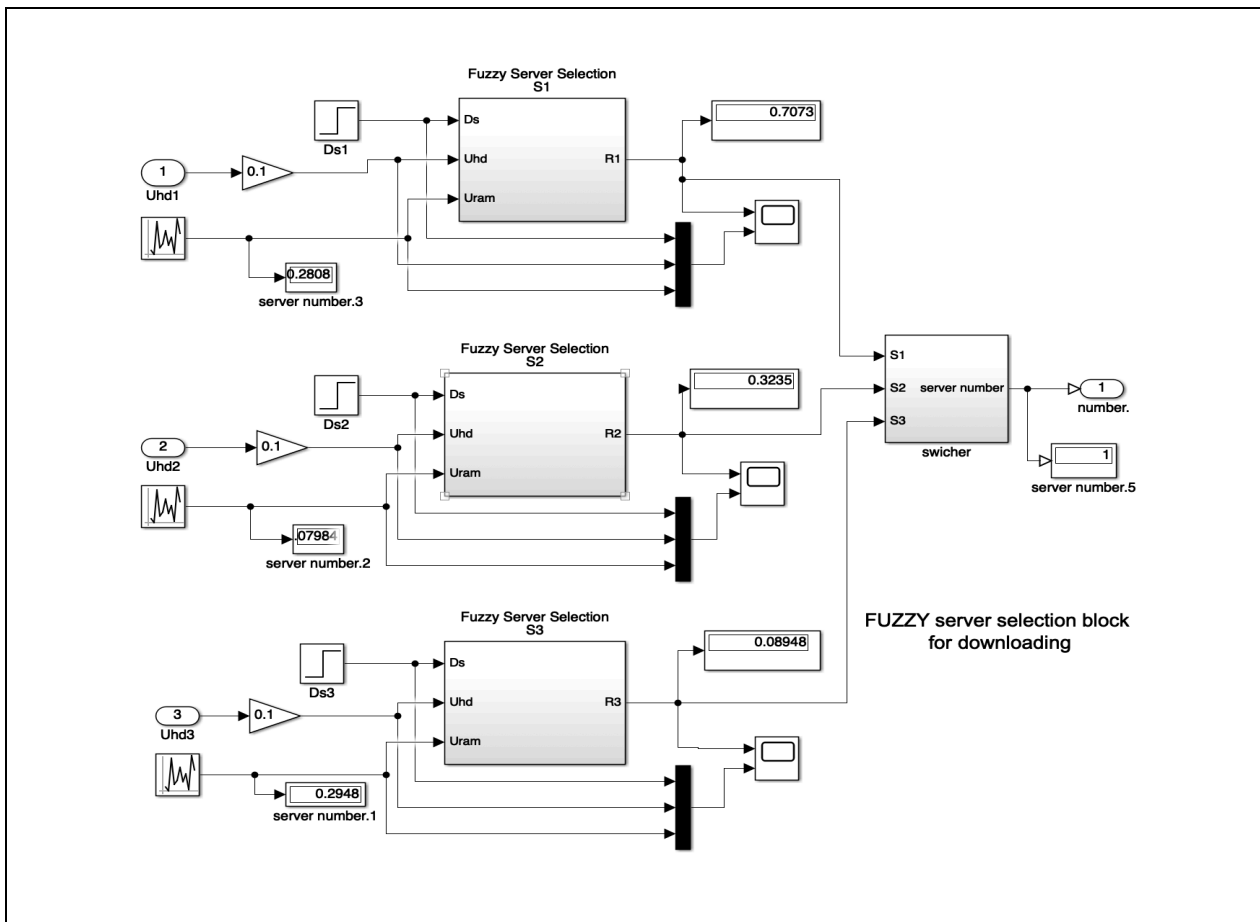 Fuzzy Server Selection
S1
Ds
Uhd
Uram
R1
Ds1
1
Uhd1
0.1
0.7073
0.2808
server number.3
Fuzzy Server Selection
S2
Ds
Uhd
Uram
R2
Ds2
2
Uhd2
0.1
0.3235
.07984
server number.2
S1
S2
S3
server number
swicher
1
number.
1
server number.5
Fuzzy Server Selection
S3
Ds
Uhd
Uram
R3
Ds3
3
Uhd3
0.1
0.08948
0.2948
server number.1
FUZZY server selection block
for downloading